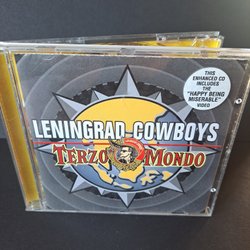 THIS
ENHANCED CD
INCLUDES
THE
"HAPPY BEING
MISERABLE"
VIDEO
LENINGRAD COWBOYS
TERZO MONDO